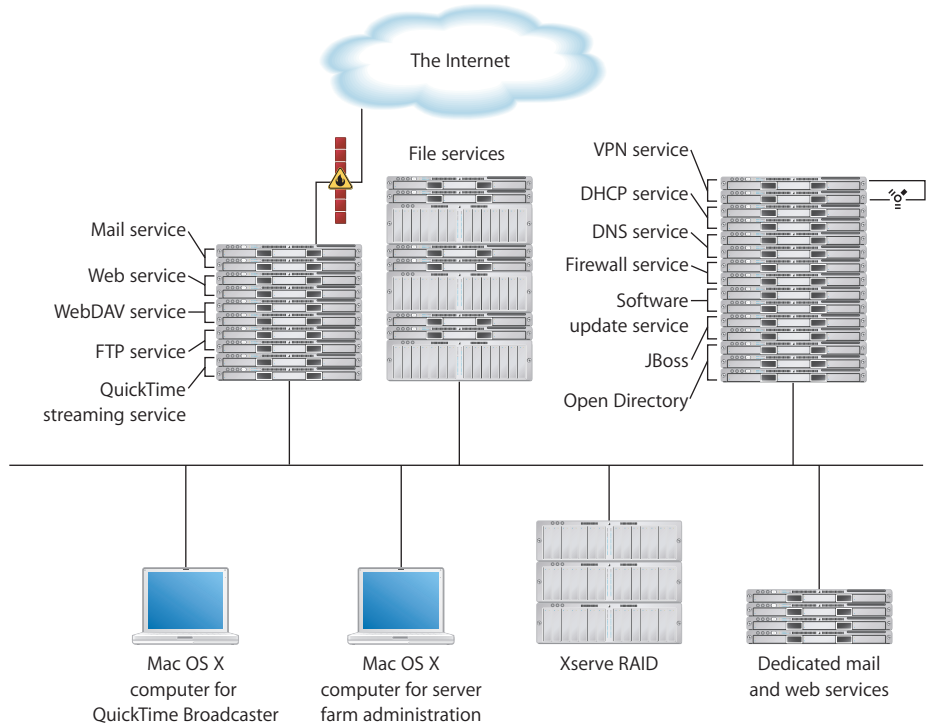 The Internet
File services
Mail service
Web service
WebDAV service
FTP service
QuickTime
streaming service
VPN service
DHCP service
DNS service
Firewall service
Software
update service
JBoss
Open Directory
Mac OS X
computer for
QuickTime Broadcaster
Mac OS X
computer for server
farm administration
Xserve RAID
Dedicated mail
and web services